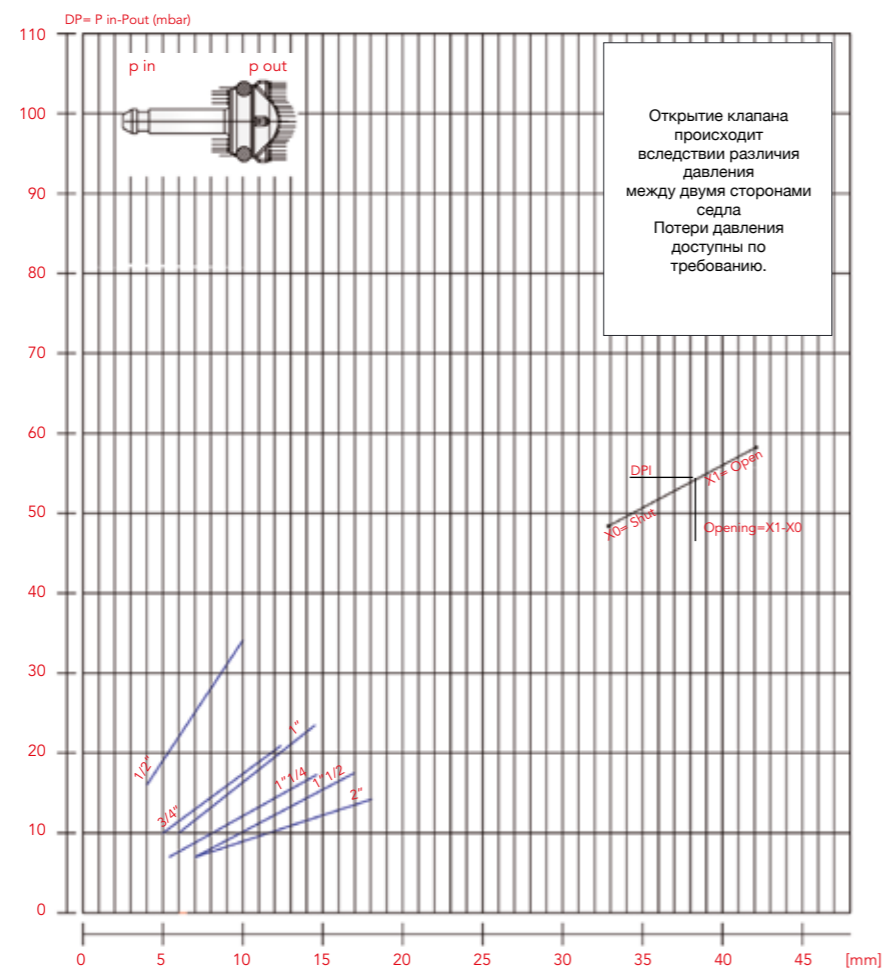 DP= P in-Pout (mbar)
110
p in
p out
100
Открытие клапана
происходит
вследствии различия
давления
между двумя сторонами
седла
Потери давления
доступны по
требованию.
90
80
70
60
DPI
X1= Open
50
X0= Shut
Opening=X1-X0
40
30
20
1/2"
1"
3/4"
1"1/4
1"1/2
2"
10
0
0 5 10 15 20 25 30 35 40 45 [mm]